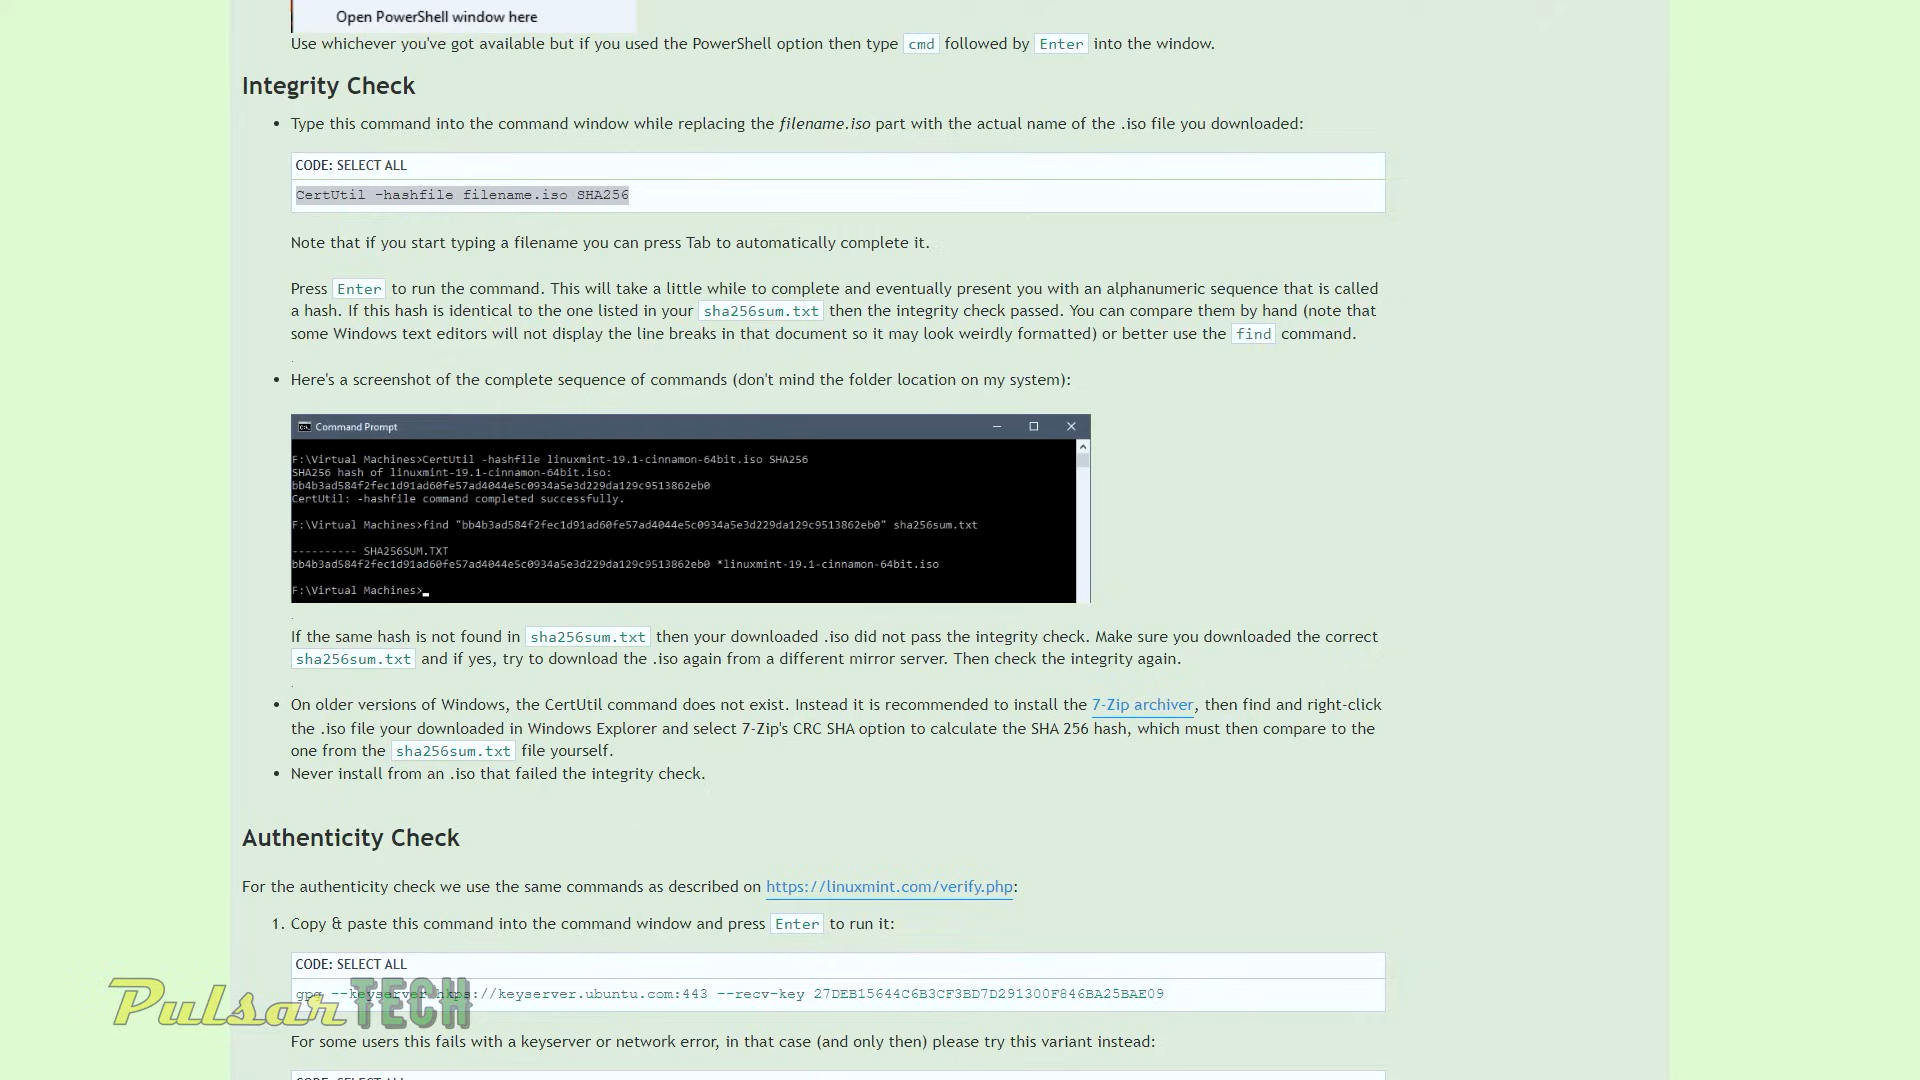 Open PowerShell window here
Use whichever you've got available but if you used the PowerShell option then type cmd followed by Enter into the window.
Integrity Check
• Type this command into the command window while replacing the filename.iso part with the actual name of the .iso file you downloaded:
CODE: SELECT ALL
CertUtil -hashfile filename.iso SHA256
Note that if you start typing a filename you can press Tab to automatically complete it.
Press Enter to run the command. This will take a little while to complete and eventually present you with an alphanumeric sequence that is called
a hash. If this hash is identical to the one listed in your sha256sum.txt then the integrity check passed. You can compare them by hand (note that
some Windows text editors will not display the line breaks in that document so it may look weirdly formatted) or better use the find command.
.
• Here's a screenshot of the complete sequence of commands (don't mind the folder location on my system):
Command Prompt
F:\Virtual Machines>CertUtil -hashfile linuxmint-19.1-cinnamon-64bit.iso SHA256
SHA256 hash of linuxmint-19.1-cinnamon-64bit.iso:
bb4b3ad584f2fec1d91ad60fe57ad4044e5c0934a5e3d229da129c9513862eb0
CertUtil: -hashfile command completed successfully.
F:\Virtual Machines>find "bb4b3ad584f2fec1d91ad60fe57ad4044e5c0934a5e3d229da129c9513862eb0" sha256sum.txt
---------- SHA256SUM.TXT
bb4b3ad584f2fec1d91ad60fe57ad4044e5c0934a5e3d229da129c9513862eb0 *linuxmint-19.1-cinnamon-64bit.iso
F:\Virtual Machines>
.
If the same hash is not found in sha256sum.txt then your downloaded .iso did not pass the integrity check. Make sure you downloaded the correct
sha256sum.txt and if yes, try to download the .iso again from a different mirror server. Then check the integrity again.
.
• On older versions of Windows, the CertUtil command does not exist. Instead it is recommended to install the 7-Zip archiver, then find and right-click
the .iso file your downloaded in Windows Explorer and select 7-Zip's CRC SHA option to calculate the SHA 256 hash, which must then compare to the
one from the sha256sum.txt file yourself.
• Never install from an .iso that failed the integrity check.
Authenticity Check
For the authenticity check we use the same commands as described on https://linuxmint.com/verify.php:
1. Copy & paste this command into the command window and press Enter to run it:
CODE: SELECT ALL
gpg --keyserver hkps://keyserver.ubuntu.com:443 --recv-key 27DEB15644C6B3CF3BD7D291300F846BA25BAE09
PulsarTECH
For some users this fails with a keyserver or network error, in that case (and only then) please try this variant instead:
CODE: SELECT ALL